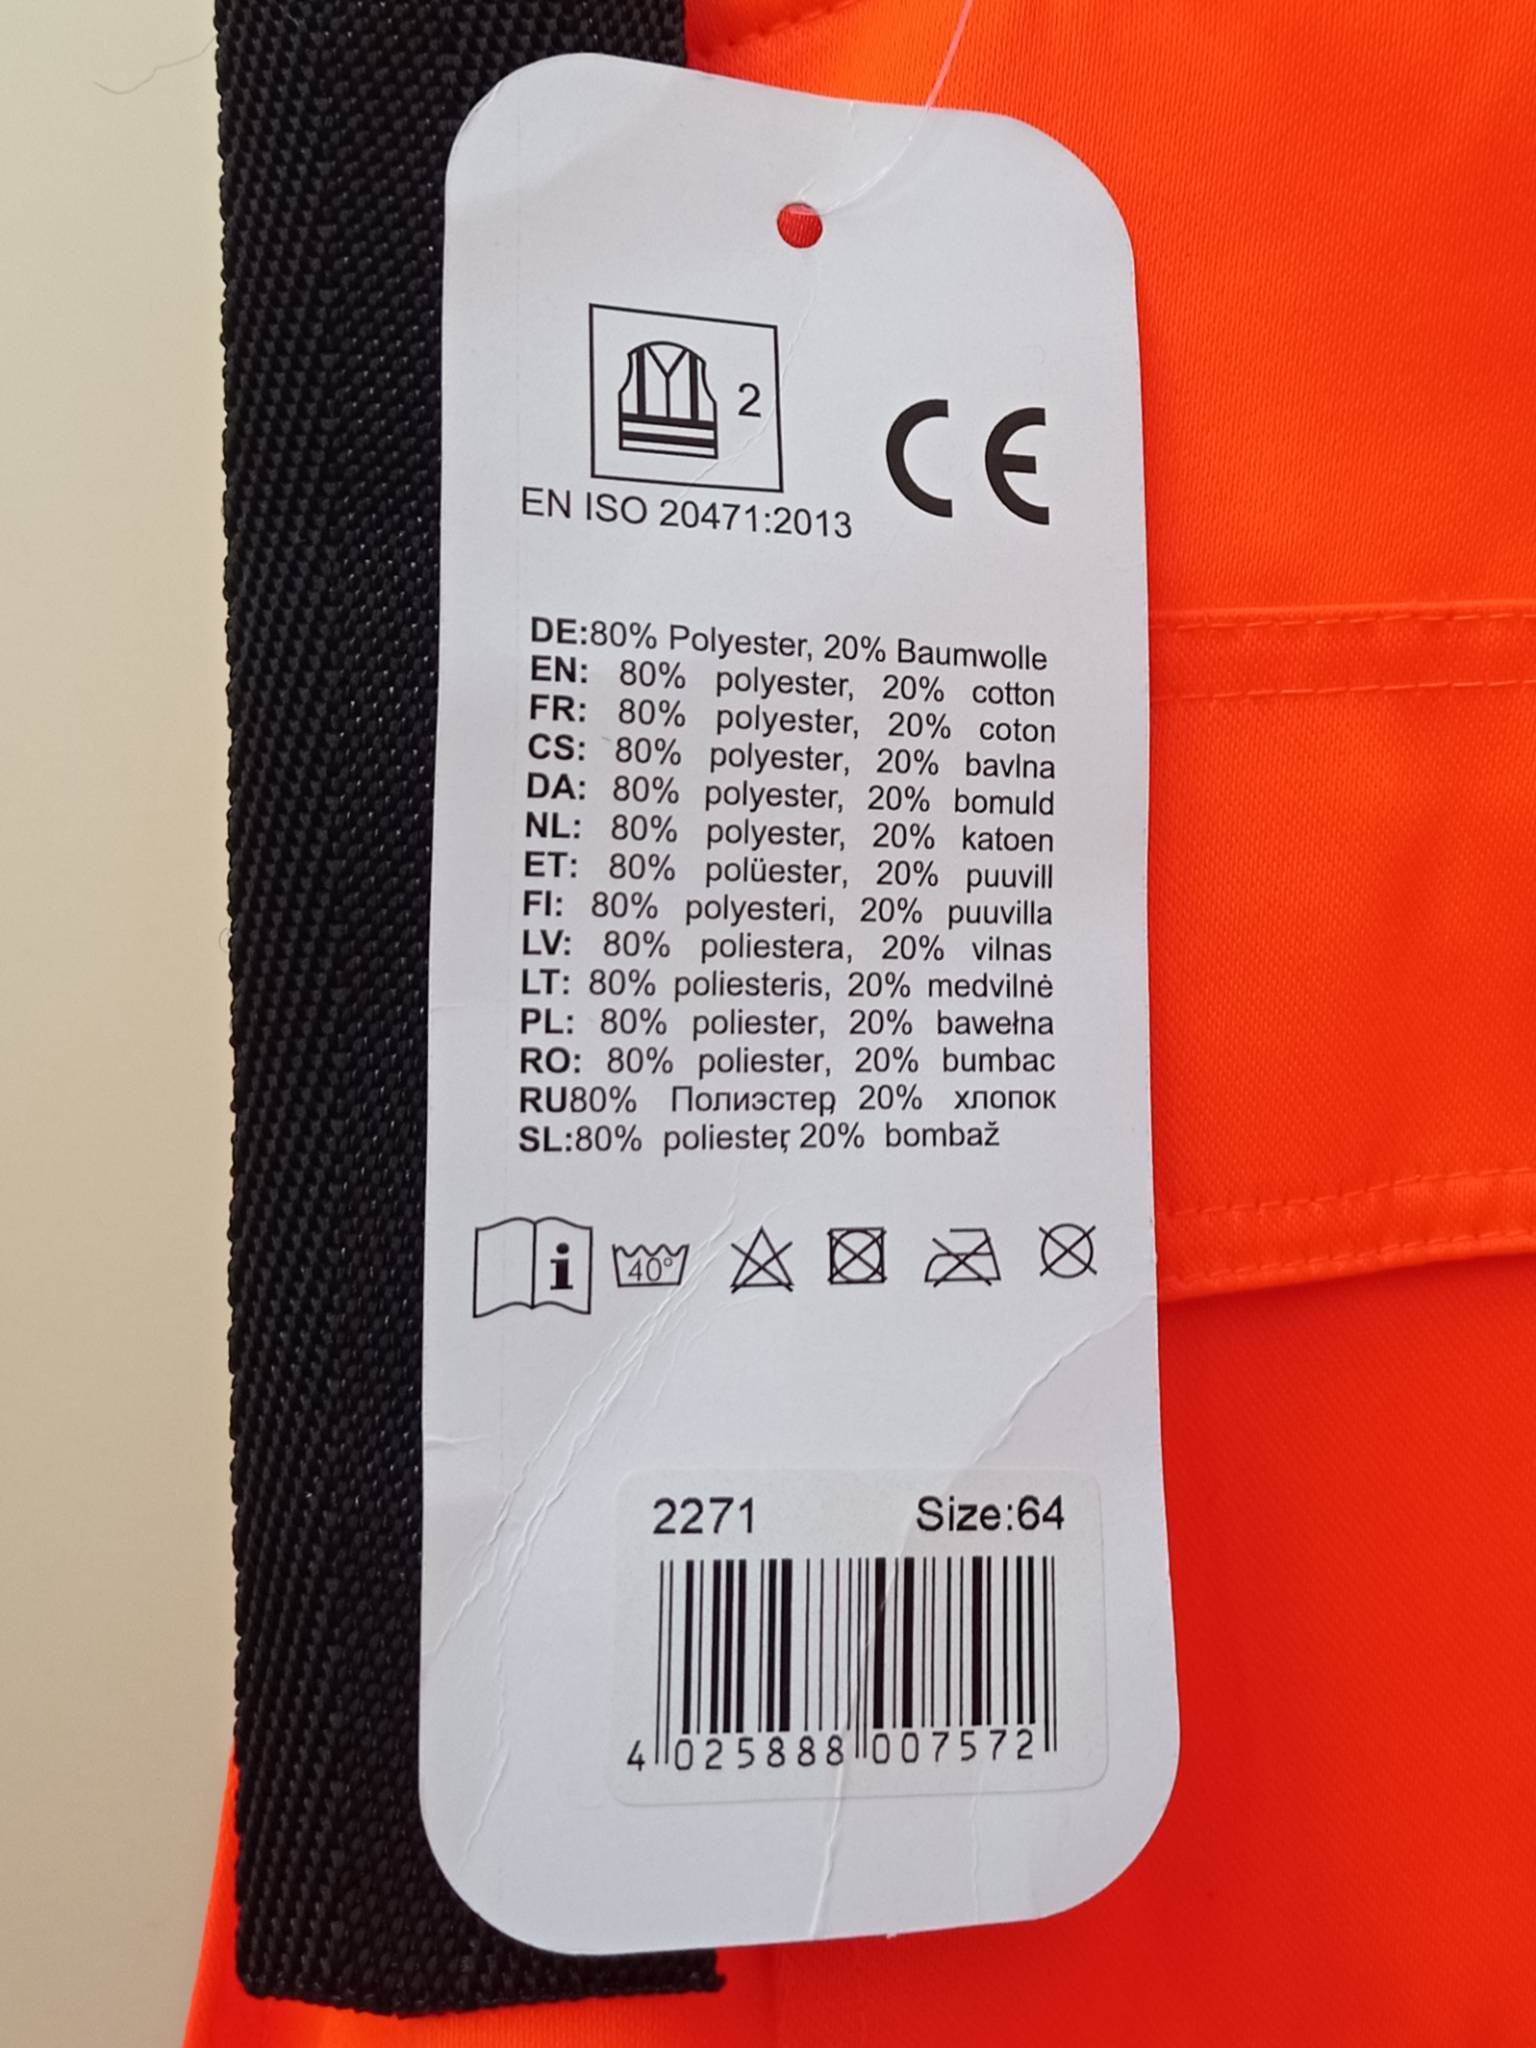 2
CE
EN ISO 20471:2013
DE:80% Polyester, 20% Baumwolle
EN: 80% polyester, 20% cotton
FR: 80% polyester, 20% coton
CS: 80% polyester, 20% bavlna
DA: 80% polyester, 20% bomuld
NL: 80% polyester, 20% katoen
ET: 80% polüester, 20% puuvill
FI: 80% polyesteri, 20% puuvilla
LV: 80% poliestera, 20% vilnas
LT: 80% poliesteris, 20% medvilnė
PL: 80% poliester, 20% bawełna
RO: 80% poliester, 20% bumbac
RU80% Полиэстер, 20% хлопок
SL:80% poliester, 20% bombaž
i 40°
2271 Size:64
4 025888 007572